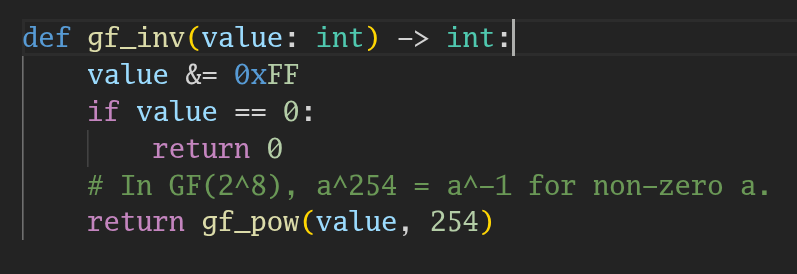 def gf_inv(value: int) -> int:
    value &= 0xFF
    if value == 0:
        return 0
    # In GF(2^8), a^254 = a^-1 for non-zero a.
    return gf_pow(value, 254)